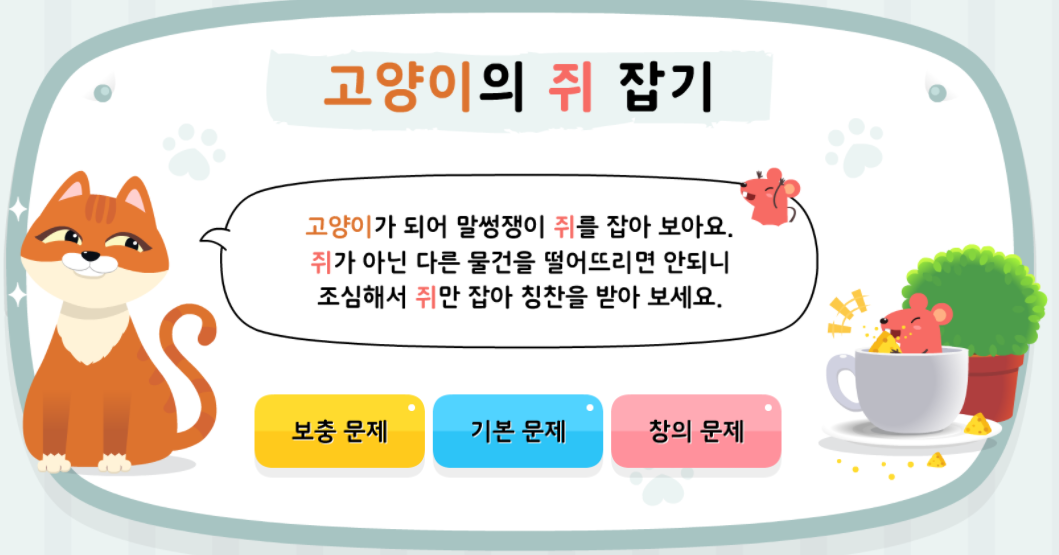 고양이의 쥐 잡기
고양이가 되어 말썽쟁이 쥐를 잡아 보아요.
쥐가 아닌 다른 물건을 떨어뜨리면 안되니
조심해서 쥐만 잡아 칭찬을 받아 보세요.
보충 문제
기본 문제
창의 문제